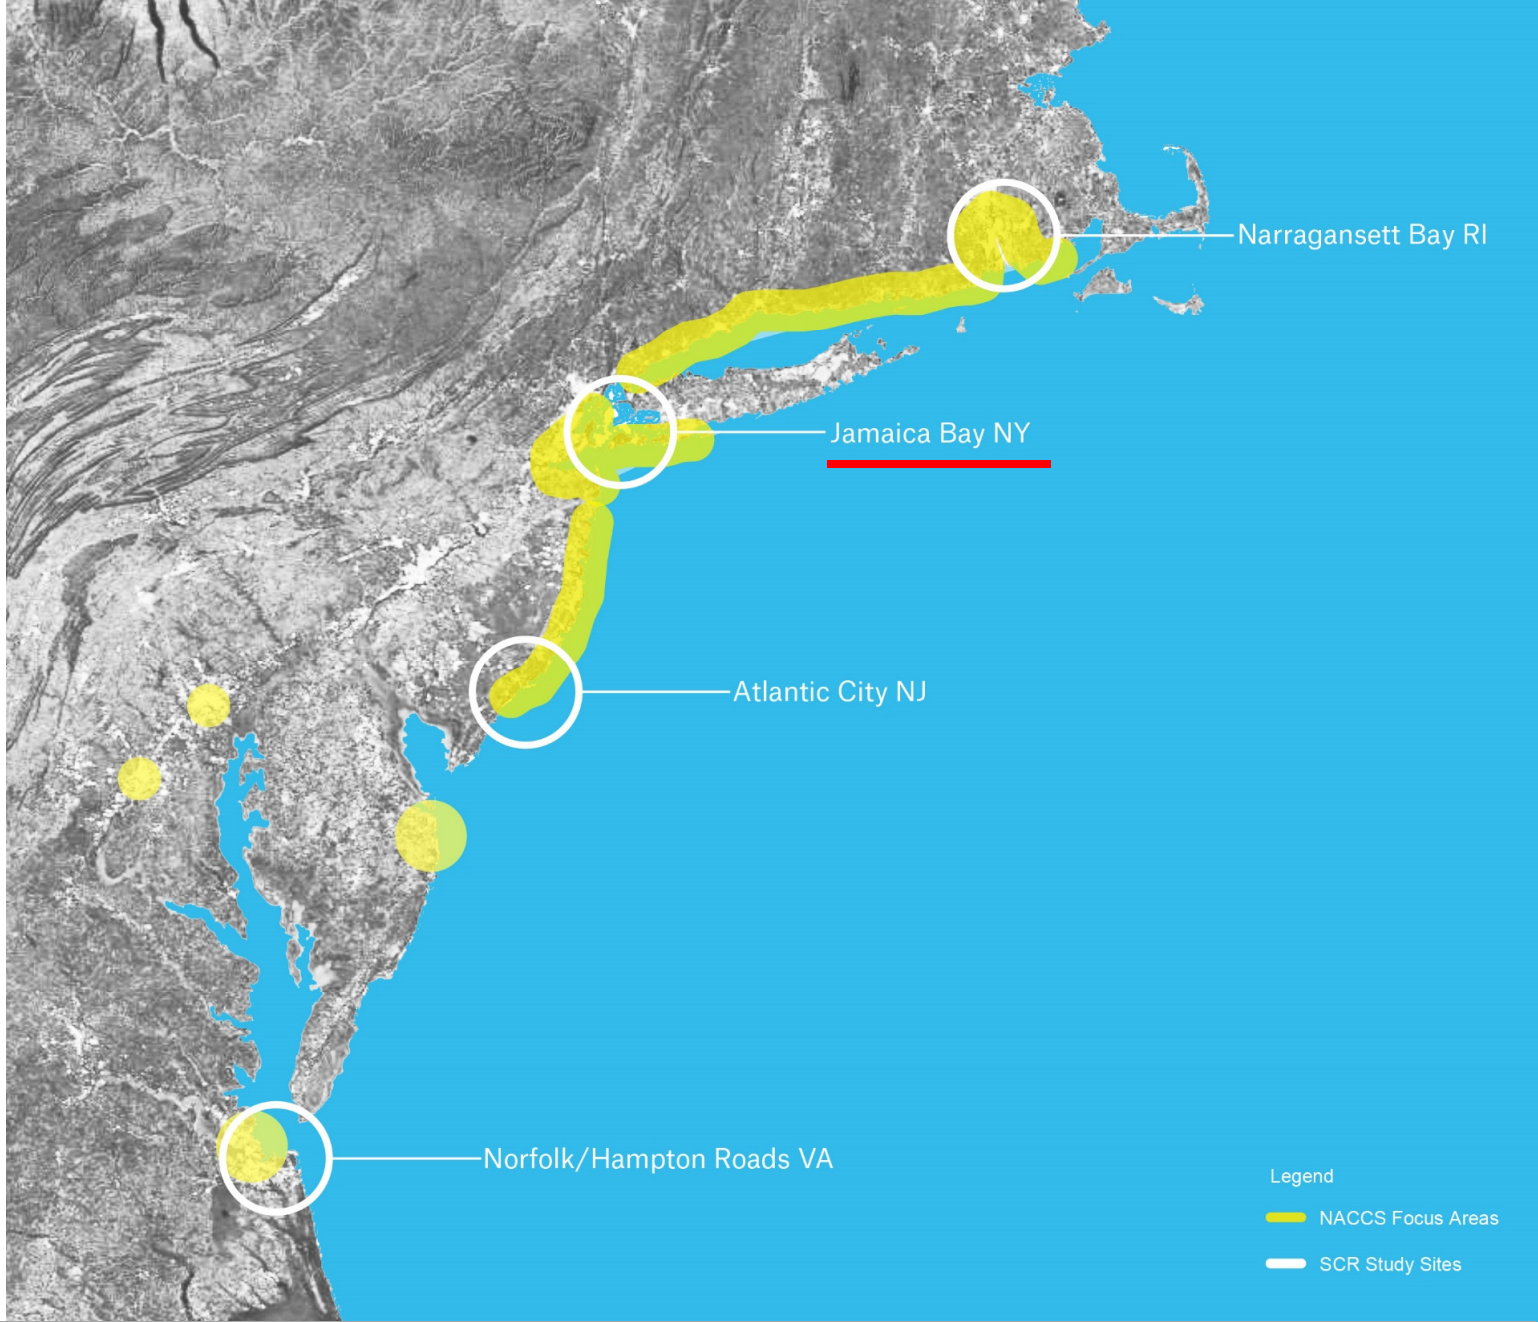 Narragansett Bay RI
Jamaica Bay NY
Atlantic City NJ
Norfolk/Hampton Roads VA
Legend
NACCS Focus Areas
SCR Study Sites